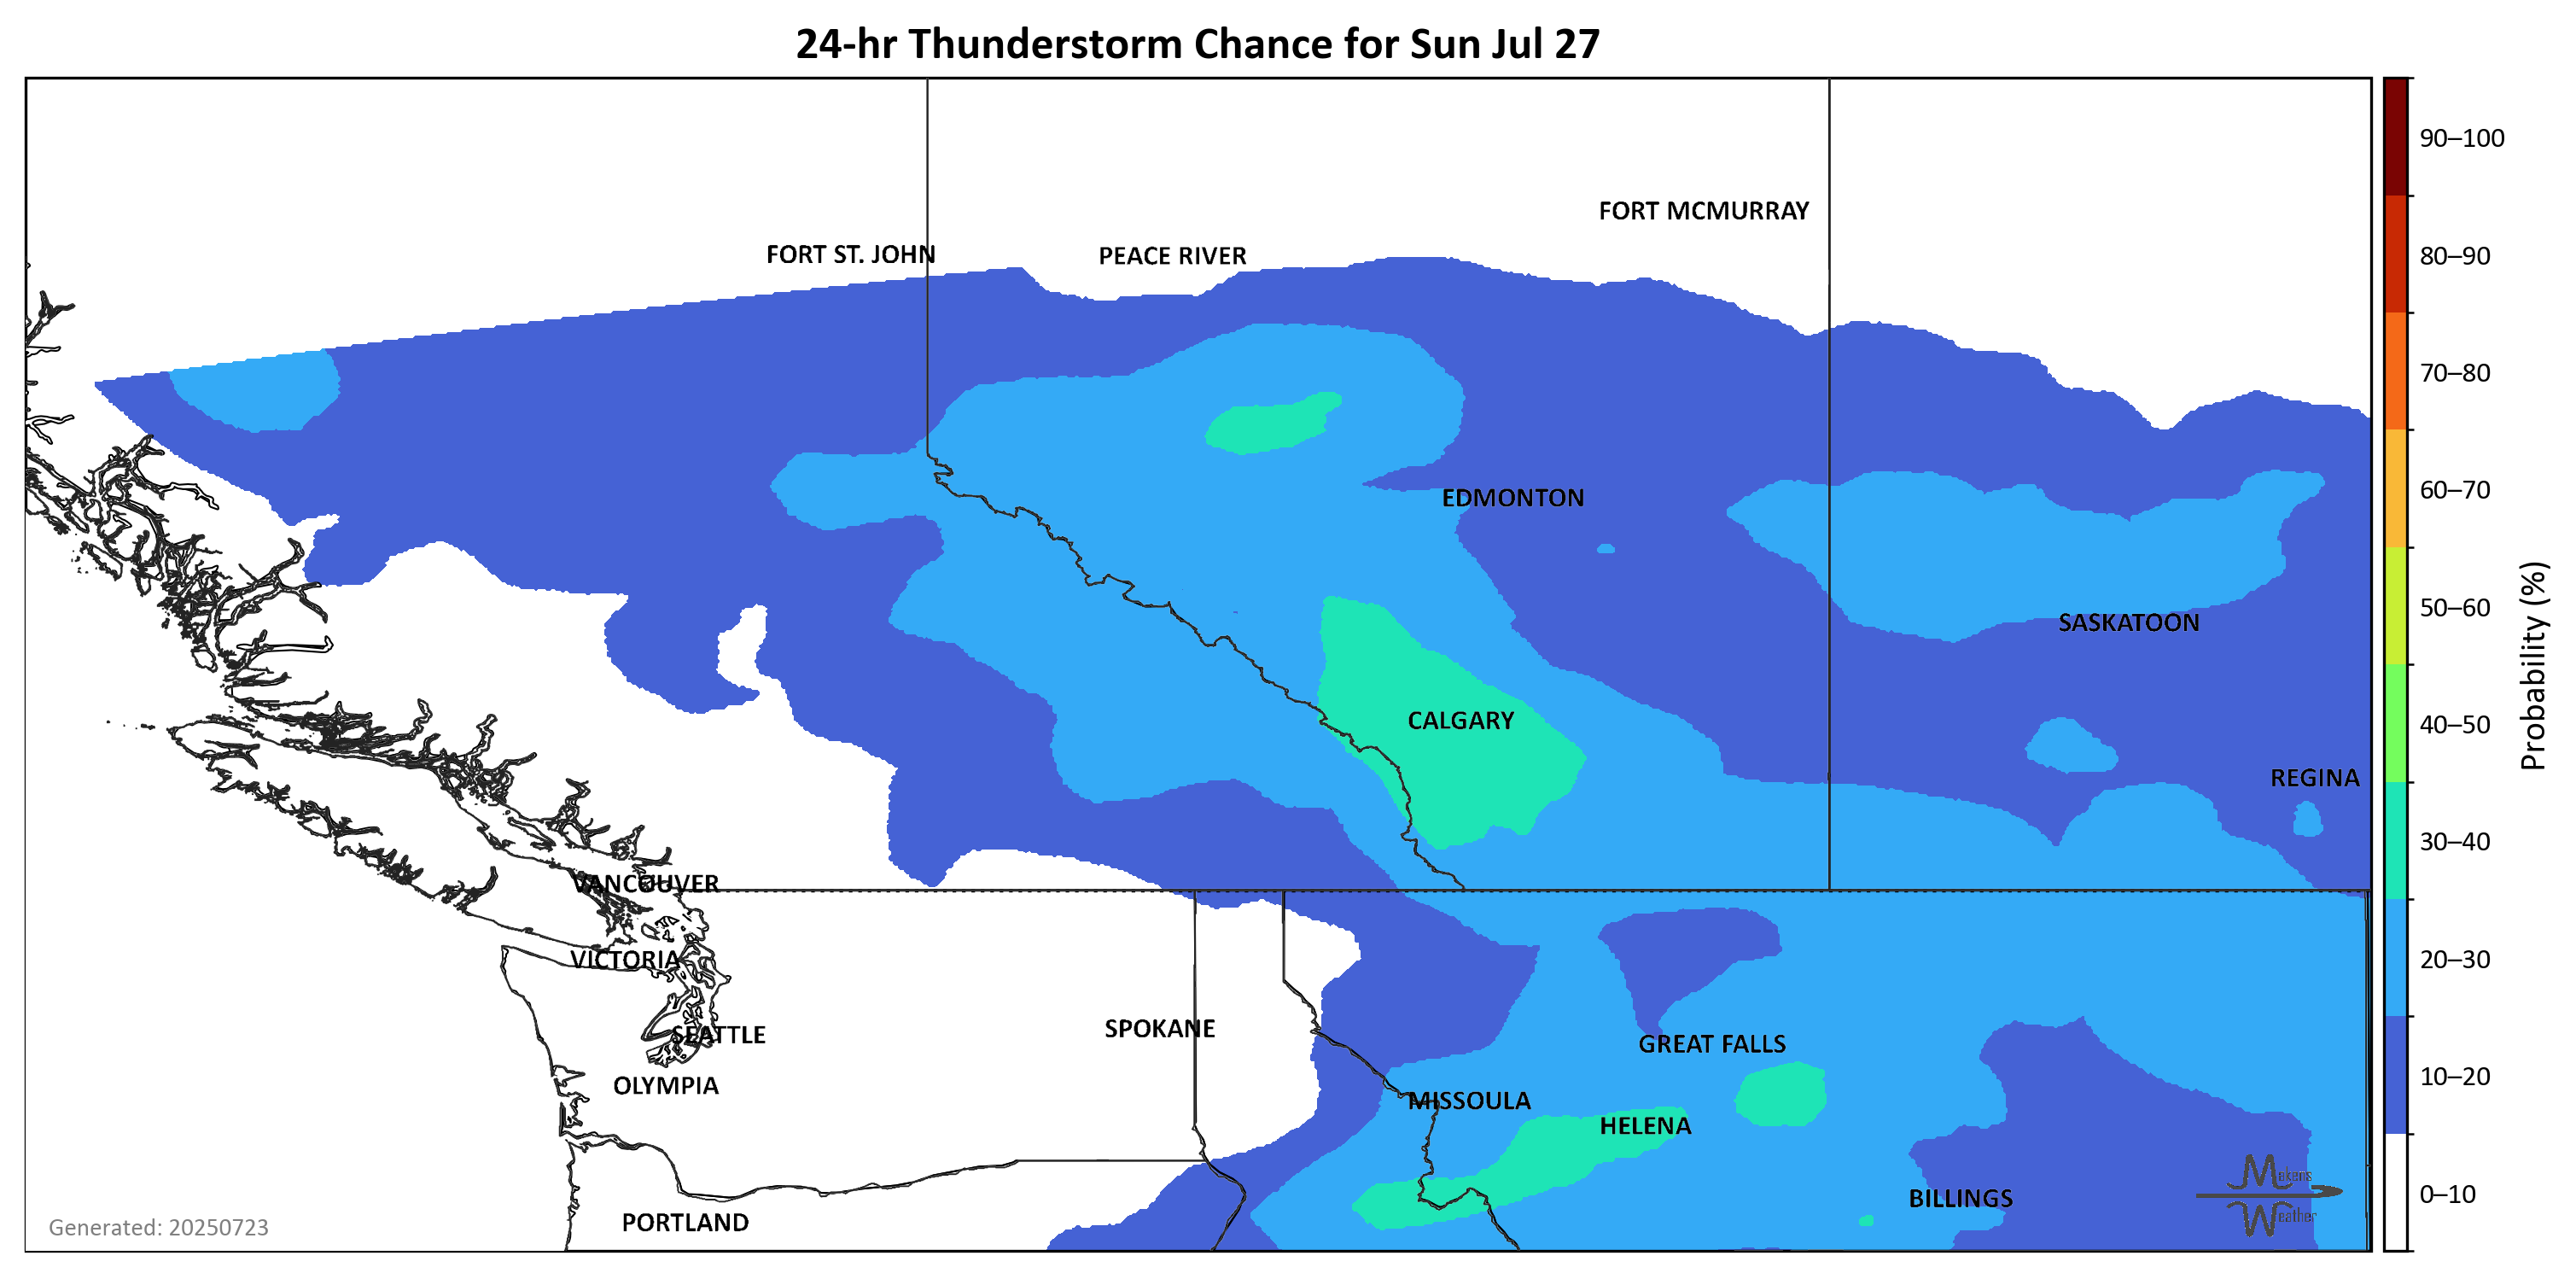 24-hr Thunderstorm Chance for Sun Jul 27
90–100
FORT MCMURRAY
FORT ST. JOHN
PEACE RIVER
80–90
70–80
60–70
EDMONTON
50–60
SASKATOON
Probability (%)
CALGARY
40–50
REGINA
30–40
VANCOUVER
VICTORIA
20–30
SEATTLE
SPOKANE
GREAT FALLS
OLYMPIA
10–20
MISSOULA
HELENA
Mekens
Weather
0–10
BILLINGS
PORTLAND
Generated: 20250723